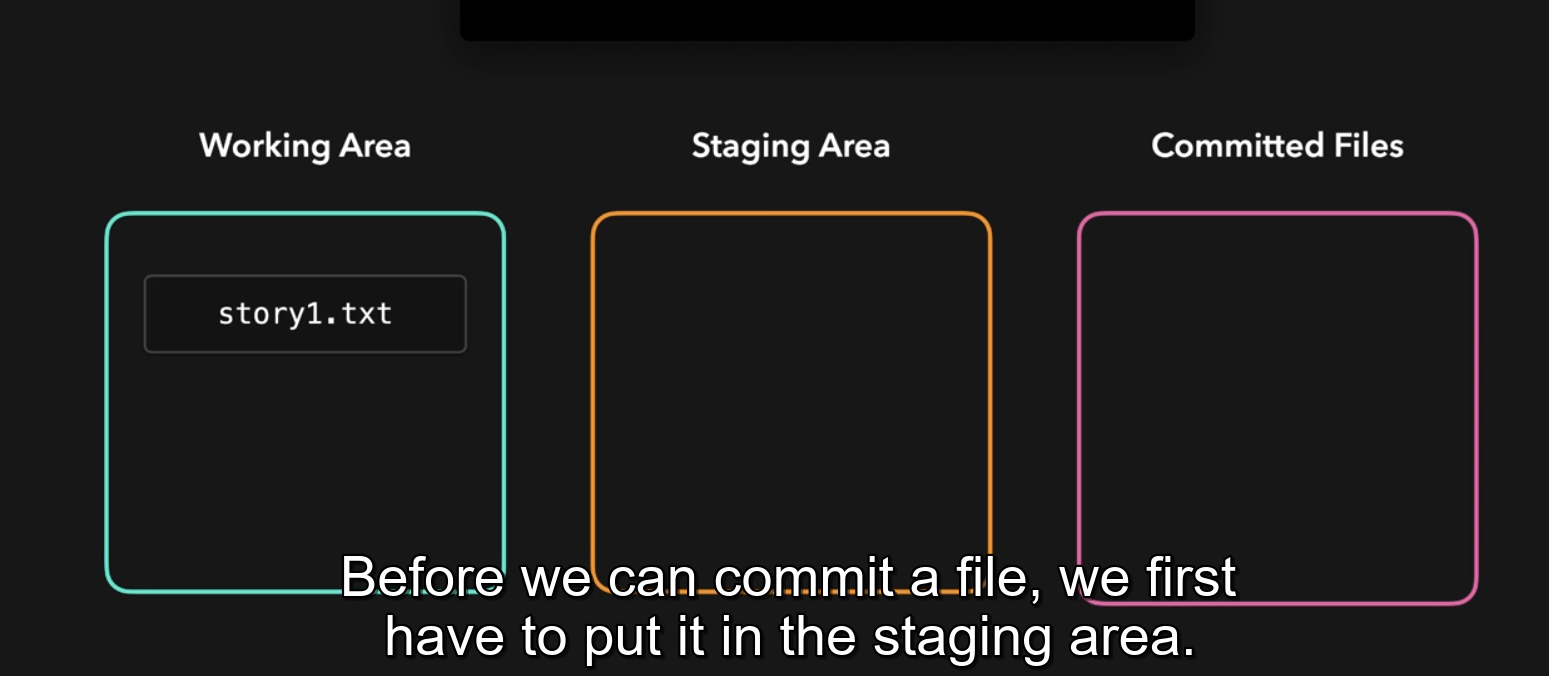 Working Area
Staging Area
Committed Files
story1.txt
Before we can commit a file, we first
have to put it in the staging area.